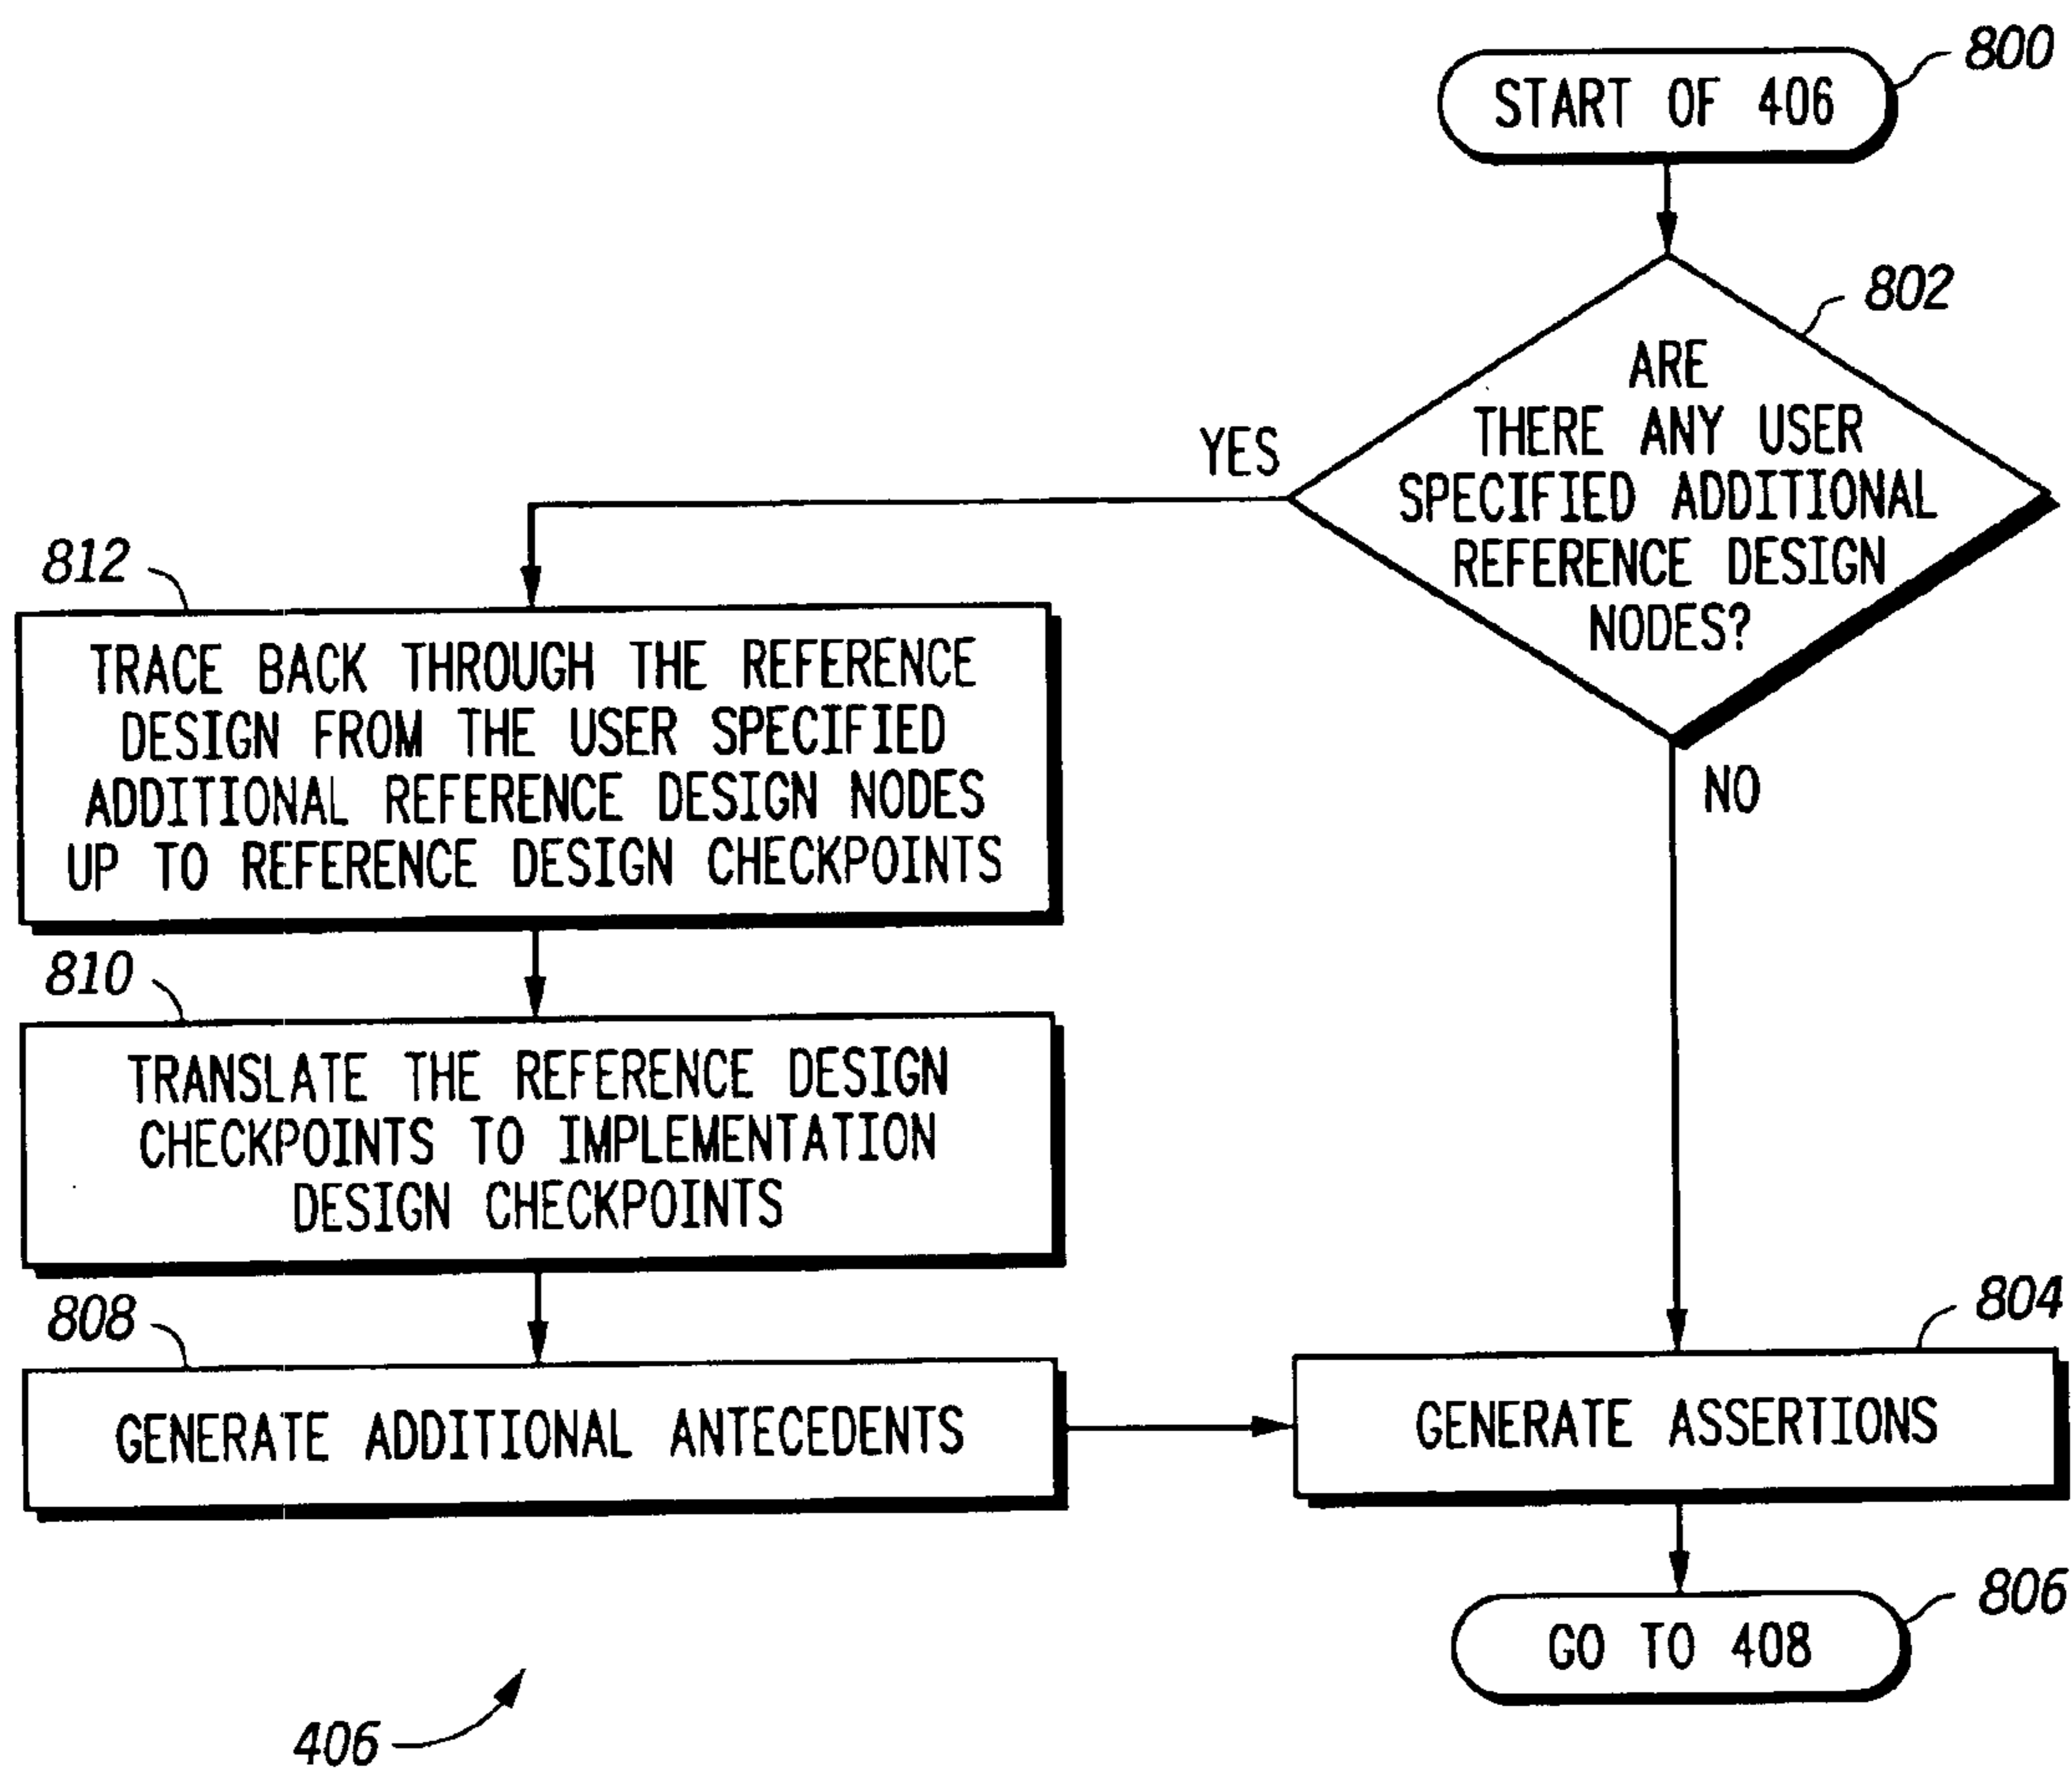 800
START OF 406
802
ARE
THERE ANY USER
SPECIFIED ADDITIONAL
REFERENCE DESIGN
NODES?
YES
NO
812
TRACE BACK THROUGH THE REFERENCE
DESIGN FROM THE USER SPECIFIED
ADDITIONAL REFERENCE DESIGN NODES
UP TO REFERENCE DESIGN CHECKPOINTS
810
TRANSLATE THE REFERENCE DESIGN
CHECKPOINTS TO IMPLEMENTATION
DESIGN CHECKPOINTS
808
GENERATE ADDITIONAL ANTECEDENTS
804
GENERATE ASSERTIONS
806
GO TO 408
406